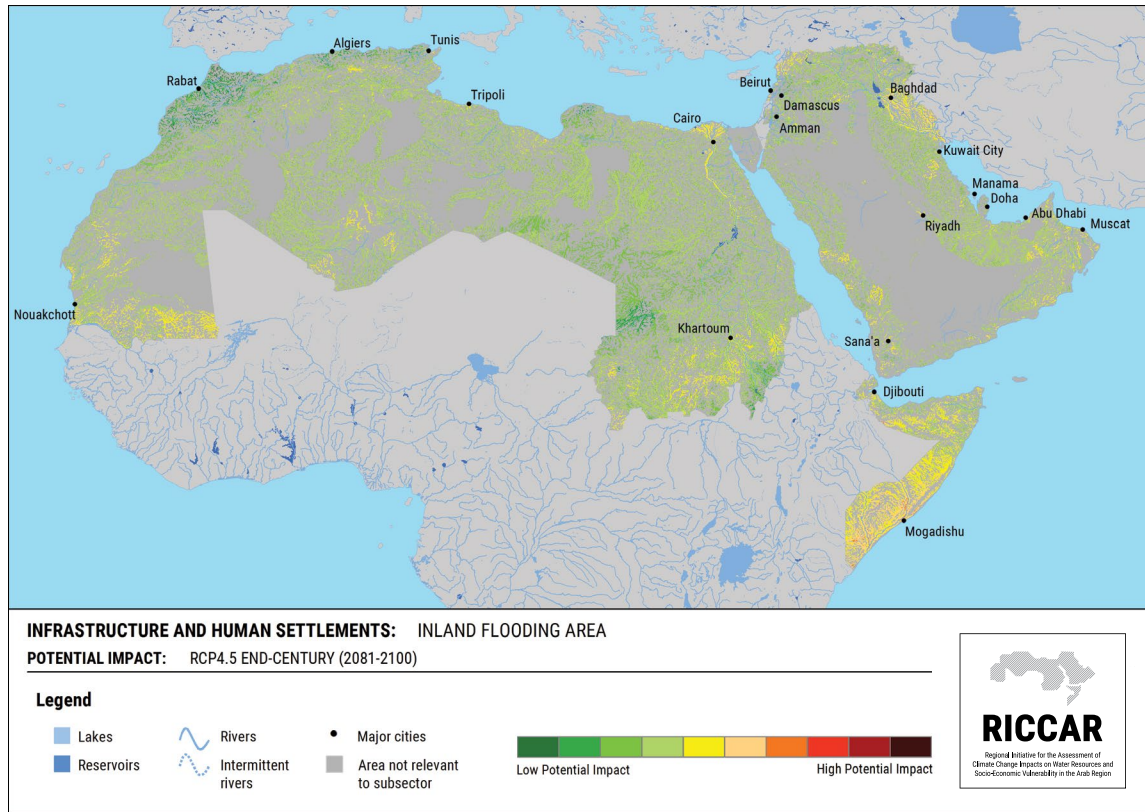 Algiers
Tunis
Rabat
Tripoli
Beirut
Baghdad
Damascus
Cairo
Amman
Kuwait City
Manama
Doha
Abu Dhabi
Riyadh
Muscat
Nouakchott
Khartoum
Sana'a
Djibouti
Mogadishu
INFRASTRUCTURE AND HUMAN SETTLEMENTS: INLAND FLOODING AREA
POTENTIAL IMPACT: RCP4.5 END-CENTURY (2081-2100)
Legend
Lakes
Rivers
Major cities
Reservoirs
Intermittent
rivers
Area not relevant
to subsector
Low Potential Impact
High Potential Impact
RICCAR
Regional Initiative for the Assessment of
Climate Change Impacts on Water Resources and
Socio-Economic Vulnerability in the Arab Region